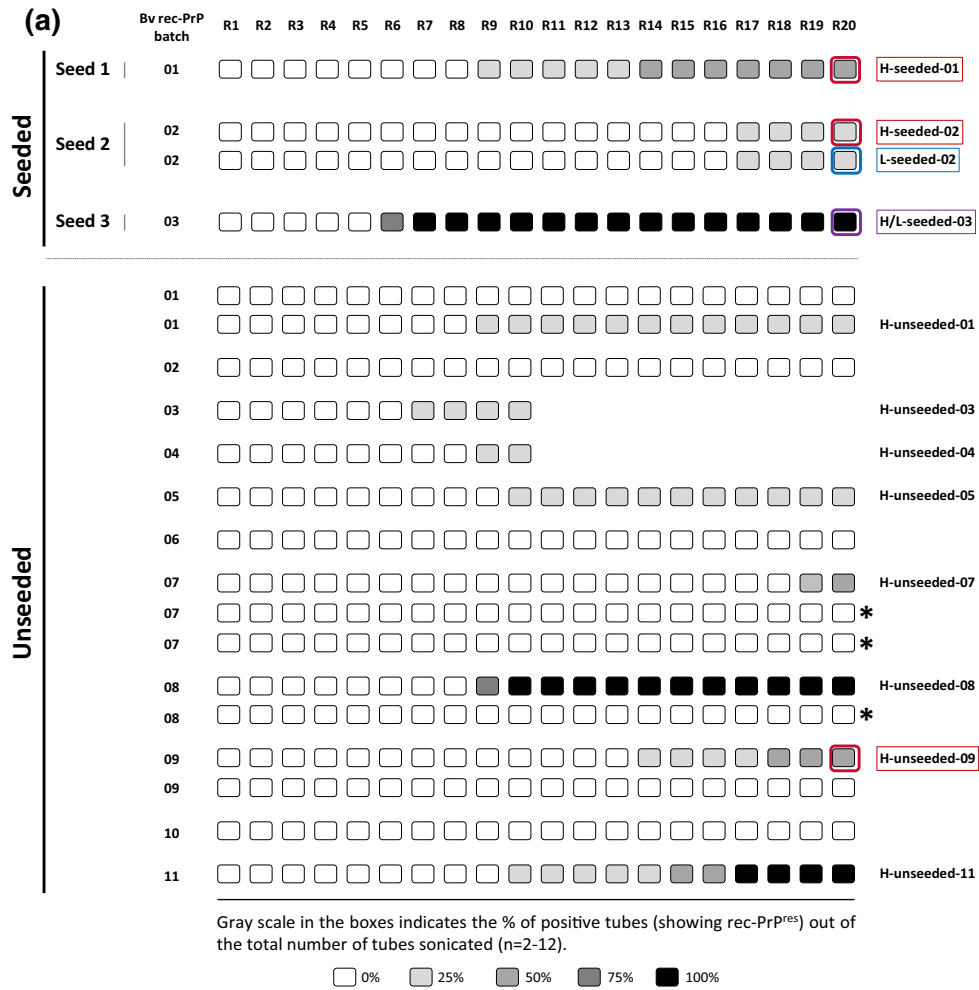 (a)
Bv rec-PrP batch R1 R2 R3 R4 R5 R6 R7 R8 R9 R10 R11 R12 R13 R14 R15 R16 R17 R18 R19 R20
Seeded
Seed 1 01 H-seeded-01
Seed 2 02 H-seeded-02
02 L-seeded-02
Seed 3 03 H/L-seeded-03
Unseeded
01
01 H-unseeded-01
02
03 H-unseeded-03
04 H-unseeded-04
05 H-unseeded-05
06
07 H-unseeded-07
07 *
07 *
08 H-unseeded-08
08 *
09 H-unseeded-09
09
10
11 H-unseeded-11
Gray scale in the boxes indicates the % of positive tubes (showing rec-PrPres) out of
the total number of tubes sonicated (n=2-12).
0% 25% 50% 75% 100%